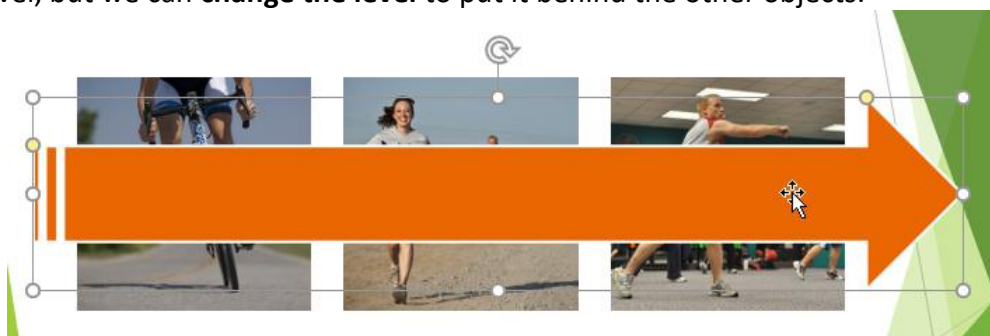 but we can change the level to put it behind the other objects.